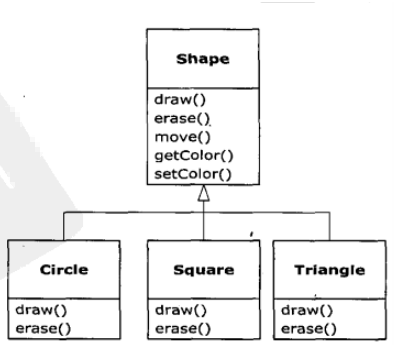 Shape
draw()
erase()
move()
getColor()
setColor()
Circle
draw()
erase()
Square
draw()
erase()
Triangle
draw()
erase()